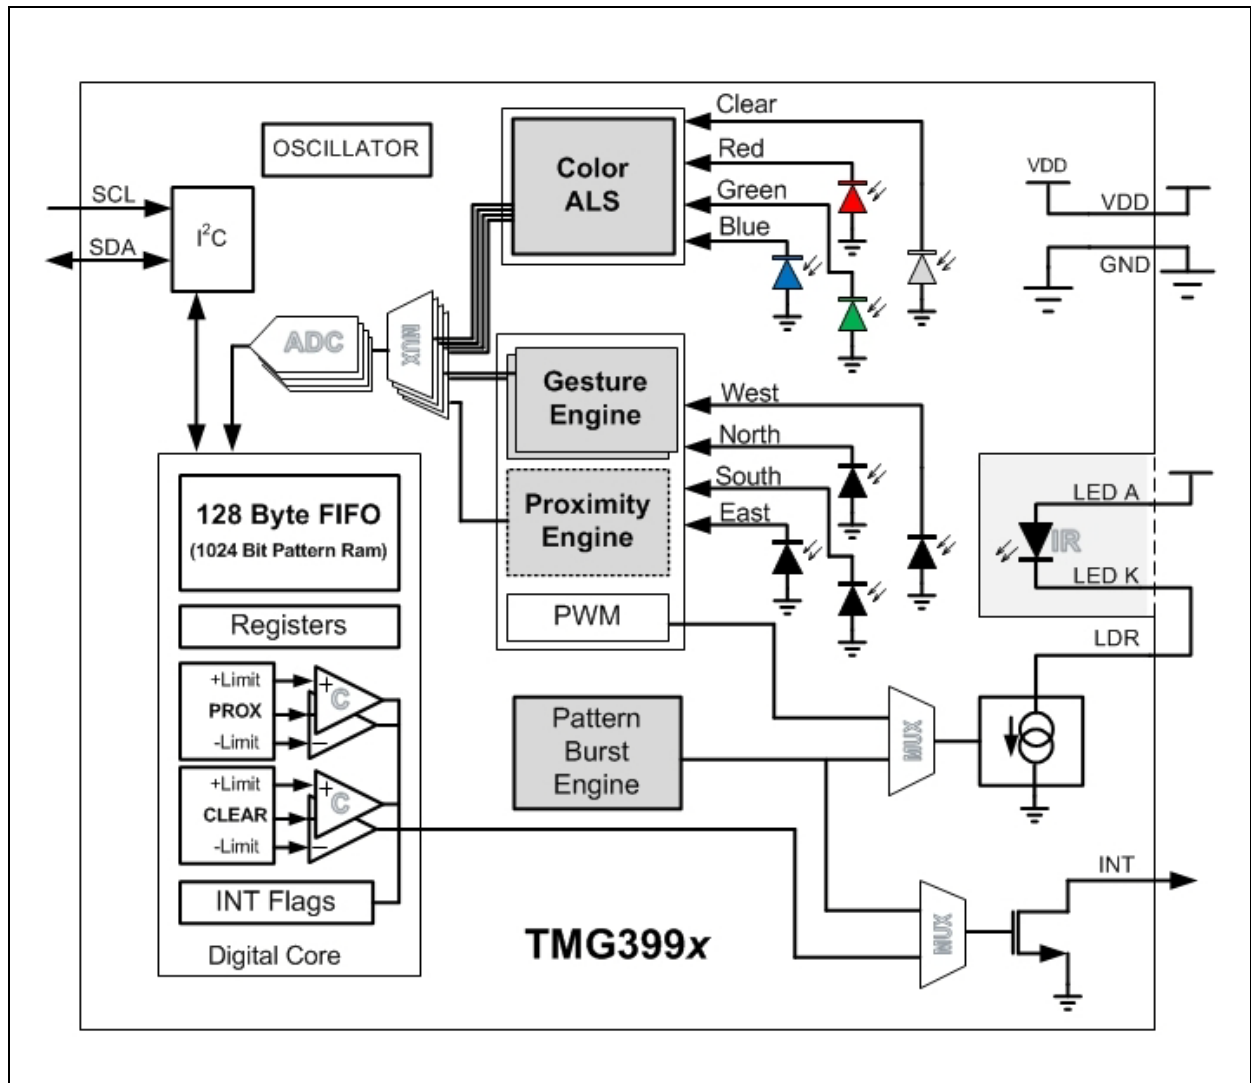 OSCILLATOR
SCL
SDA
I²C
ADC
MUX
Color
ALS
Clear
Red
Green
Blue
VDD
VDD
GND
Gesture
Engine
Proximity
Engine
PWM
West
North
South
East
LED A
IR
LED K
LDR
128 Byte FIFO
(1024 Bit Pattern Ram)
Registers
+Limit
PROX
-Limit
+
C
–
+Limit
CLEAR
-Limit
+
C
–
INT Flags
Digital Core
Pattern
Burst
Engine
MUX
MUX
INT
TMG399x